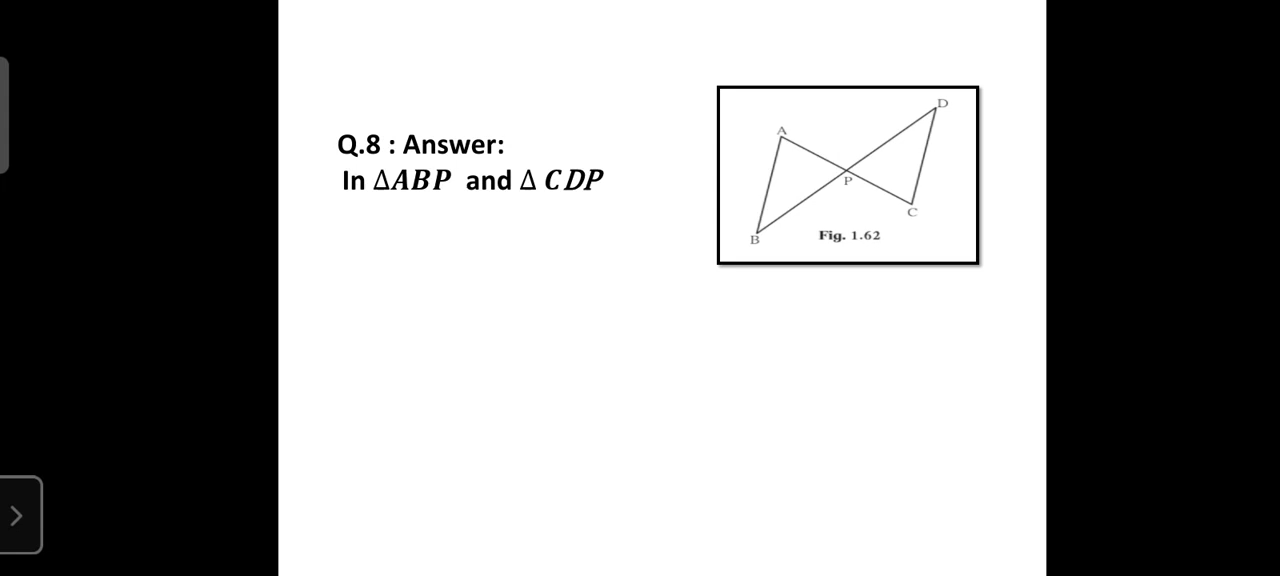 Q.8 : Answer:
In ΔABP and Δ CDP
D
A
P
C
B
Fig. 1.62